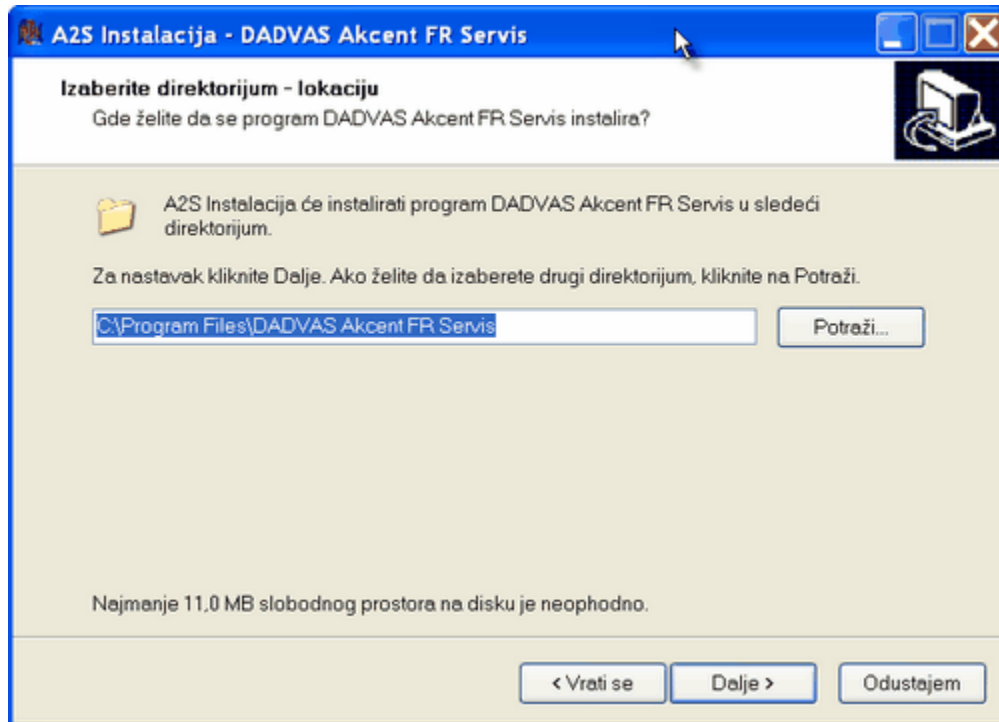 A2S Instalacija - DADVAS Akcent FR Servis
Izaberite direktorijum - lokaciju
Gde želite da se program DADVAS Akcent FR Servis instalira?
A2S Instalacija će instalirati program DADVAS Akcent FR Servis u sledeći
direktorijum.
Za nastavak kliknite Dalje. Ako želite da izaberete drugi direktorijum, kliknite na Potraži.
C:\Program Files\DADVAS Akcent FR Servis
Potraži...
Najmanje 11,0 MB slobodnog prostora na disku je neophodno.
< Vrati se
Dalje >
Odustajem